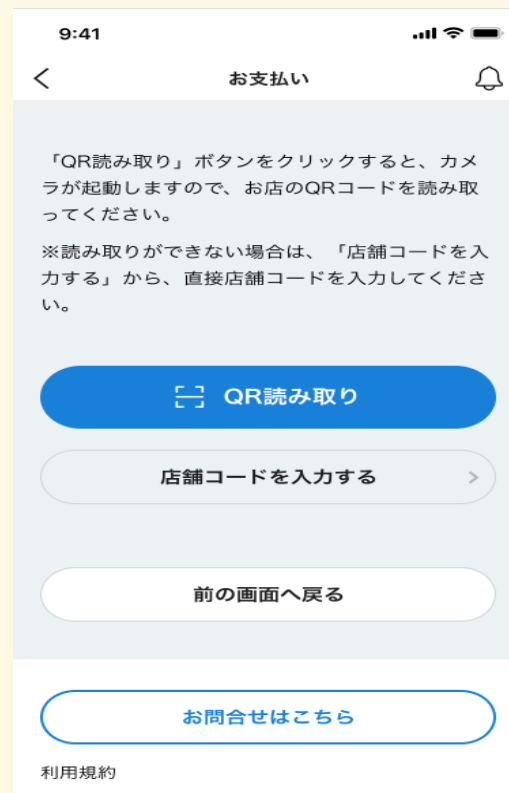 9:41
お支払い
「QR読み取り」ボタンをクリックすると、カメ
ラが起動しますので、お店のQRコードを読み取
ってください。
※読み取りができない場合は、「店舗コードを入
力する」から、直接店舗コードを入力してくださ
い。
QR読み取り
店舗コードを入力する
前の画面へ戻る
お問合せはこちら
利用規約